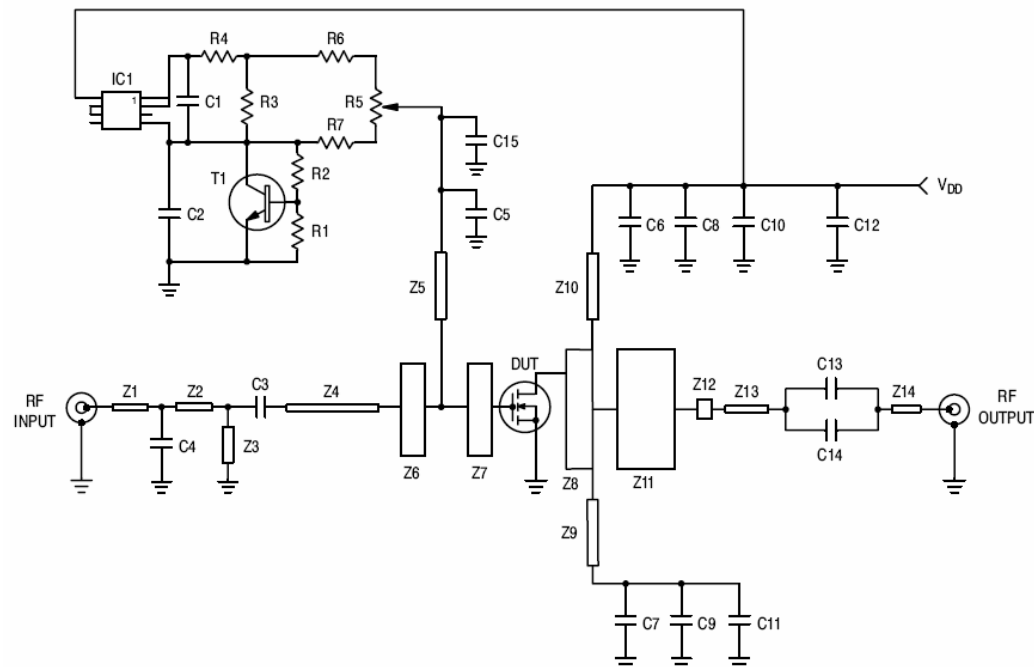 R4
R6
IC1
1
C1
R3
R5
R7
C15
T1
R2
C2
R1
C5
VDD
C6
C8
C10
C12
Z5
Z10
DUT
RF
INPUT
Z1
Z2
C3
Z4
C4
Z3
Z6
Z7
Z8
Z11
Z12
Z13
C13
C14
Z14
RF
OUTPUT
Z9
C7
C9
C11